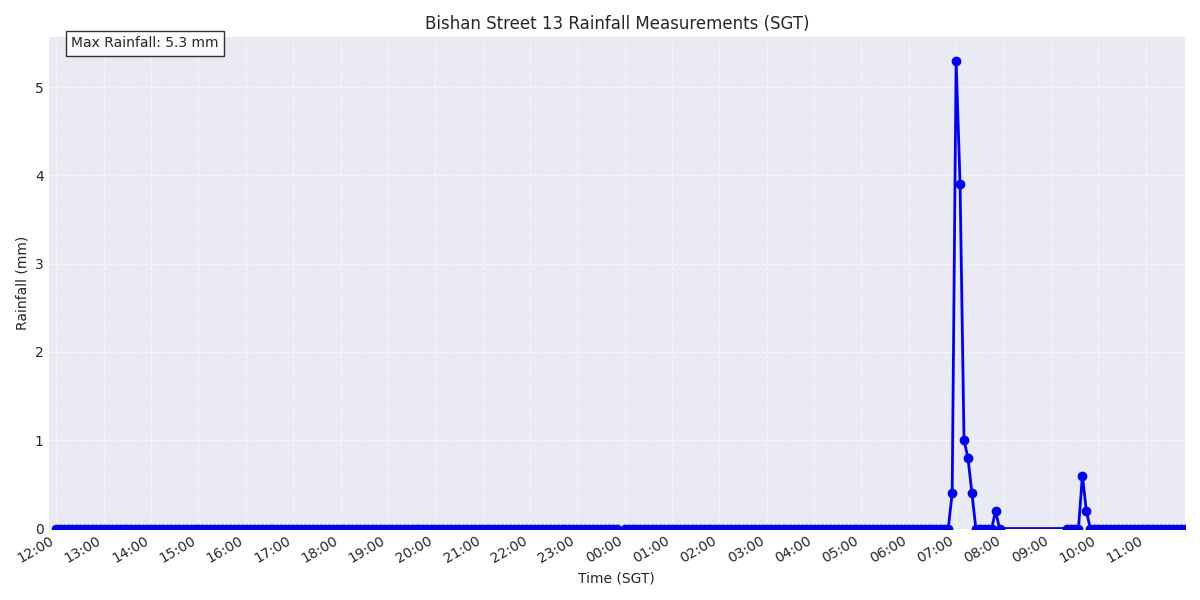 Bishan Street 13 Rainfall Measurements (SGT)
Max Rainfall: 5.3 mm
Rainfall (mm)
5
4
3
2
1
0
12:00 13:00 14:00 15:00 16:00 17:00 18:00 19:00 20:00 21:00 22:00 23:00 00:00 01:00 02:00 03:00 04:00 05:00 06:00 07:00 08:00 09:00 10:00 11:00
Time (SGT)